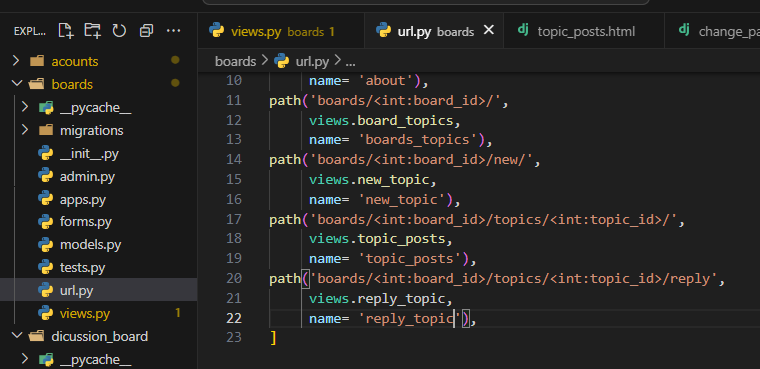 EXPL...
acounts
boards
__pycache__
migrations
__init__.py
admin.py
apps.py
forms.py
models.py
tests.py
url.py
views.py 1
dicussion_board
__pycache__
views.py boards 1
url.py boards
topic_posts.html
change_pa
boards > url.py > ...
10 name= 'about'),
11 path('boards/<int:board_id>/',
12 views.board_topics,
13 name= 'boards_topics'),
14 path('boards/<int:board_id>/new/',
15 views.new_topic,
16 name= 'new_topic'),
17 path('boards/<int:board_id>/topics/<int:topic_id>/',
18 views.topic_posts,
19 name= 'topic_posts'),
20 path('boards/<int:board_id>/topics/<int:topic_id>/reply',
21 views.reply_topic,
22 name= 'reply_topic'),
23 ]